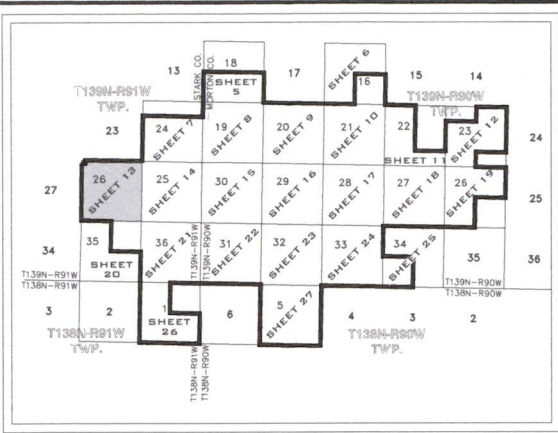 13
STARK CO.
MORTON CO.
18
SHEET 5
17
SHEET 6
16
15
14
T139N-R91W
TWP.
T139N-R90W
TWP.
23
24
SHEET 7
19
SHEET 8
20
SHEET 9
21
SHEET 10
22
SHEET 11
23
SHEET 12
24
27
26
SHEET 13
25
SHEET 14
30
SHEET 15
29
SHEET 16
28
SHEET 17
27
SHEET 18
26
SHEET 19
25
34
35
SHEET 20
36
SHEET 21
T139N-R91W
T139N-R90W
31
SHEET 22
32
SHEET 23
33
SHEET 24
34
SHEET 25
35
36
T139N-R91W
T138N-R91W
T139N-R90W
T138N-R90W
3
2
1
SHEET 26
6
5
SHEET 27
4
3
2
T138N-R91W
TWP.
T138N-R90W
TWP.
T138N-R91W
T138N-R90W